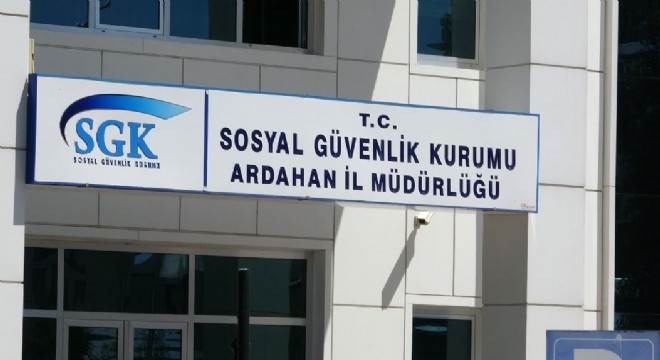 SGK
SOSYAL GÜVENLİK KURUMU
T.C.
SOSYAL GÜVENLİK KURUMU
ARDAHAN İL MÜDÜRLÜĞÜ